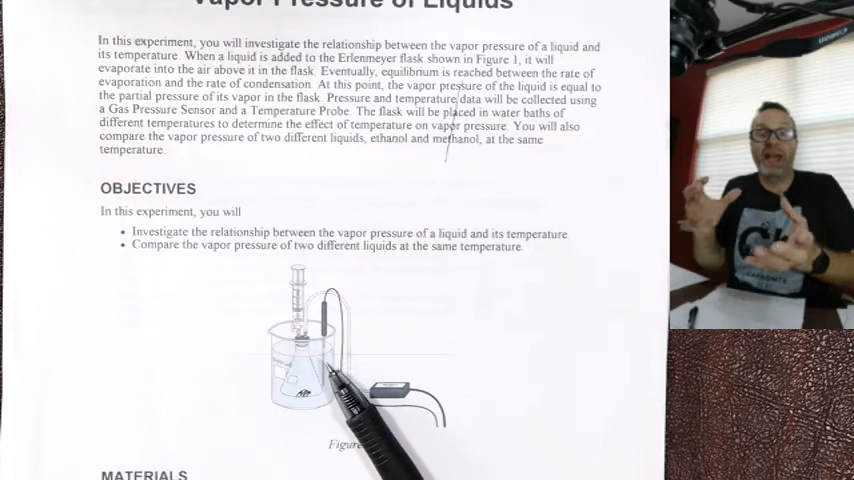 Vapor Pressure of Liquids
In this experiment, you will investigate the relationship between the vapor pressure of a liquid and
its temperature. When a liquid is added to the Erlenmeyer flask shown in Figure 1, it will
evaporate into the air above it in the flask. Eventually, equilibrium is reached between the rate of
evaporation and the rate of condensation. At this point, the vapor pressure of the liquid is equal to
the partial pressure of its vapor in the flask. Pressure and temperature data will be collected using
a Gas Pressure Sensor and a Temperature Probe. The flask will be placed in water baths of
different temperatures to determine the effect of temperature on vapor pressure. You will also
compare the vapor pressure of two different liquids, ethanol and methanol, at the same
temperature.
OBJECTIVES
In this experiment, you will
• Investigate the relationship between the vapor pressure of a liquid and its temperature.
• Compare the vapor pressure of two different liquids at the same temperature.
Figure
MATERIALS